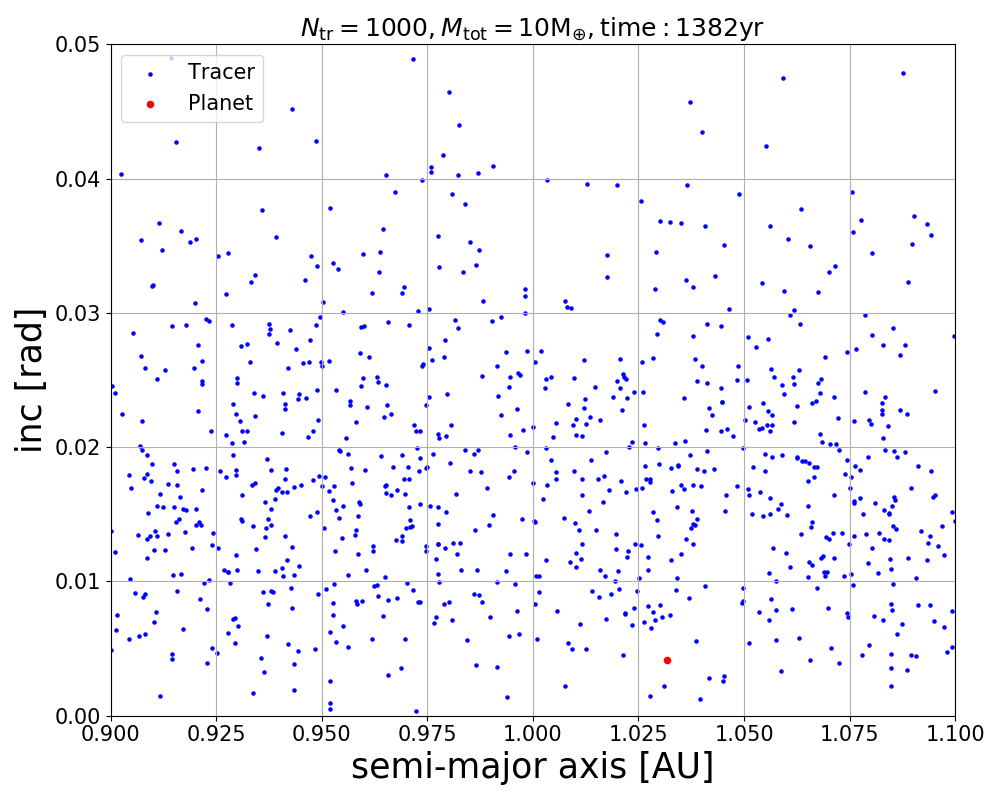 N_tr = 1000, M_tot = 10M_⊕, time : 1382yr
Tracer
Planet
inc [rad]
0.05
0.04
0.03
0.02
0.01
0.00
0.900 0.925 0.950 0.975 1.000 1.025 1.050 1.075 1.100
semi-major axis [AU]